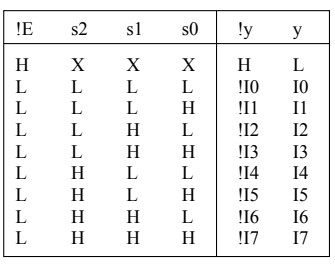 !E s2 s1 s0 !y y
H X X X H L
L L L L !I0 I0
L L L H !I1 I1
L L H L !I2 I2
L L H H !I3 I3
L H L L !I4 I4
L H L H !I5 I5
L H H L !I6 I6
L H H H !I7 I7